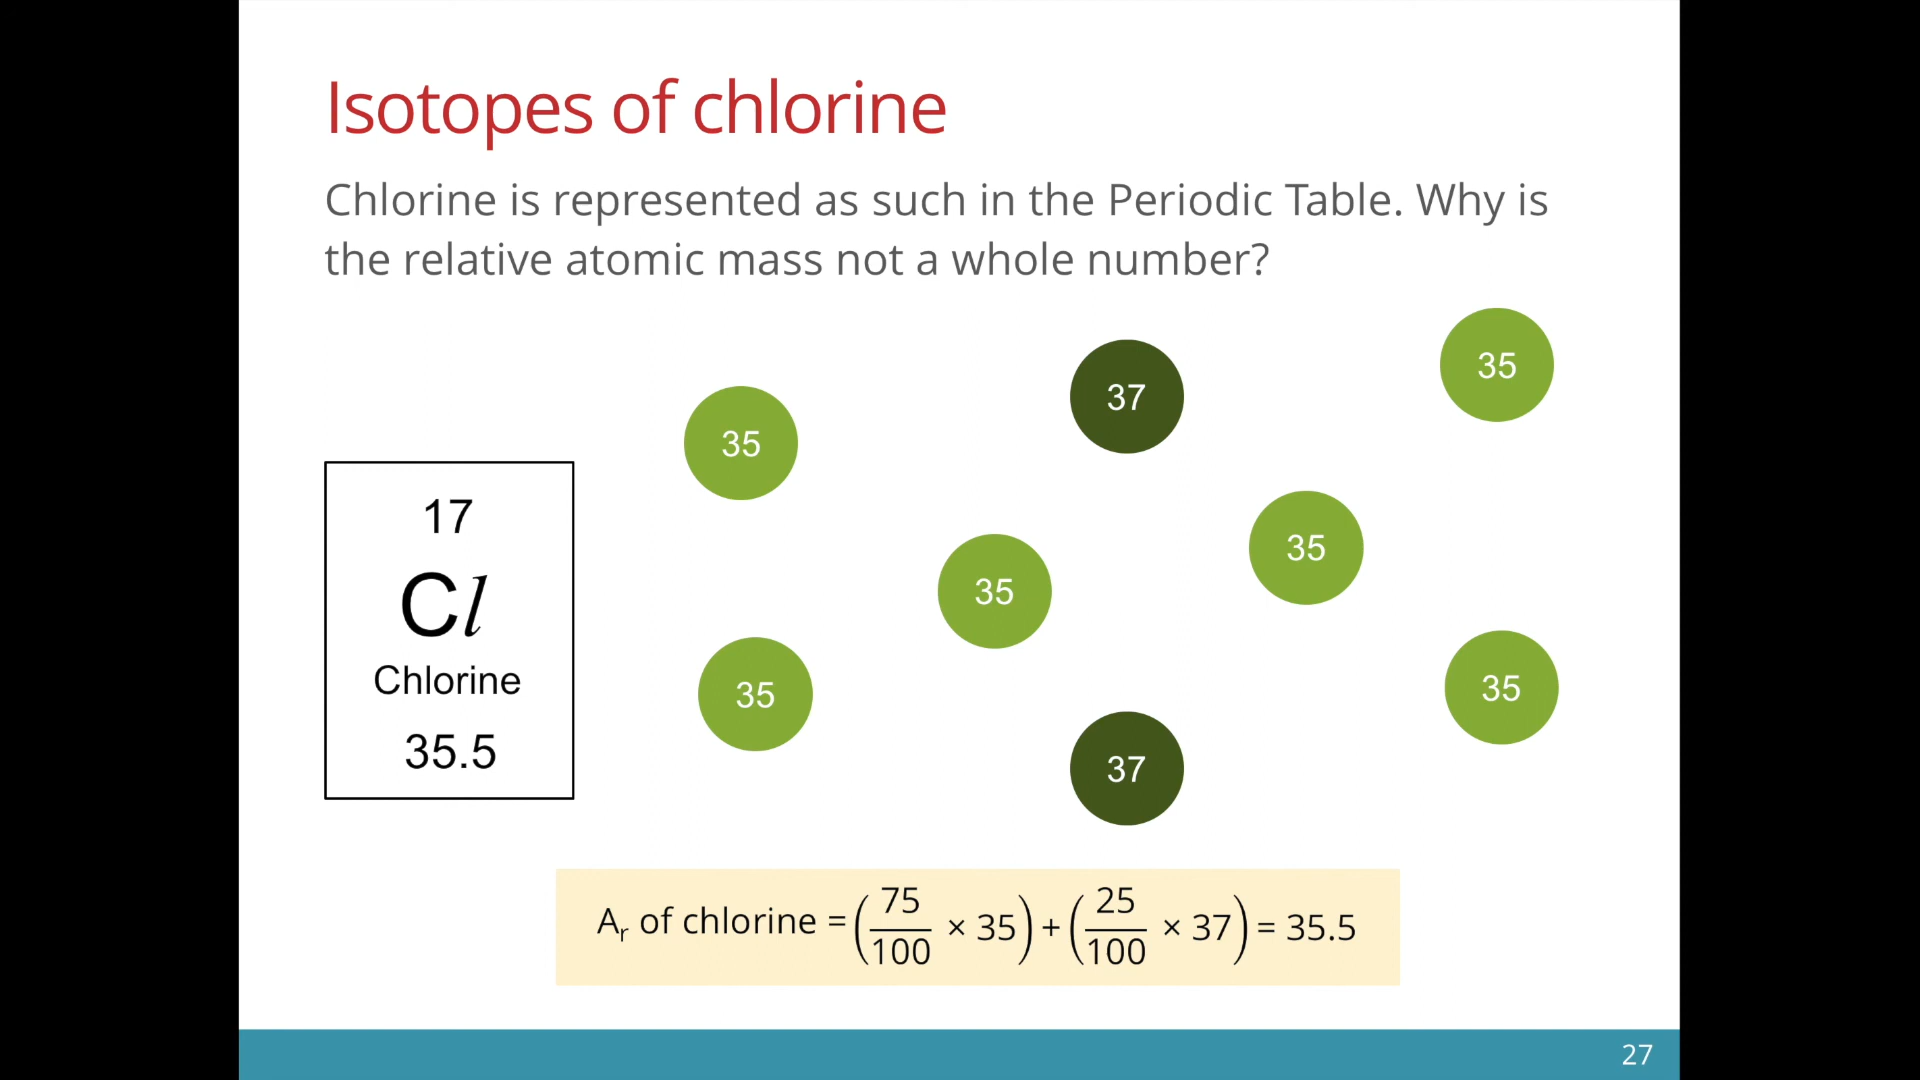 Isotopes of chlorine
Chlorine is represented as such in the Periodic Table. Why is
the relative atomic mass not a whole number?
35
37
35
35
35
35
35
37
17
Cl
Chlorine
35.5
Ar of chlorine = (75/100 × 35) + (25/100 × 37) = 35.5
27